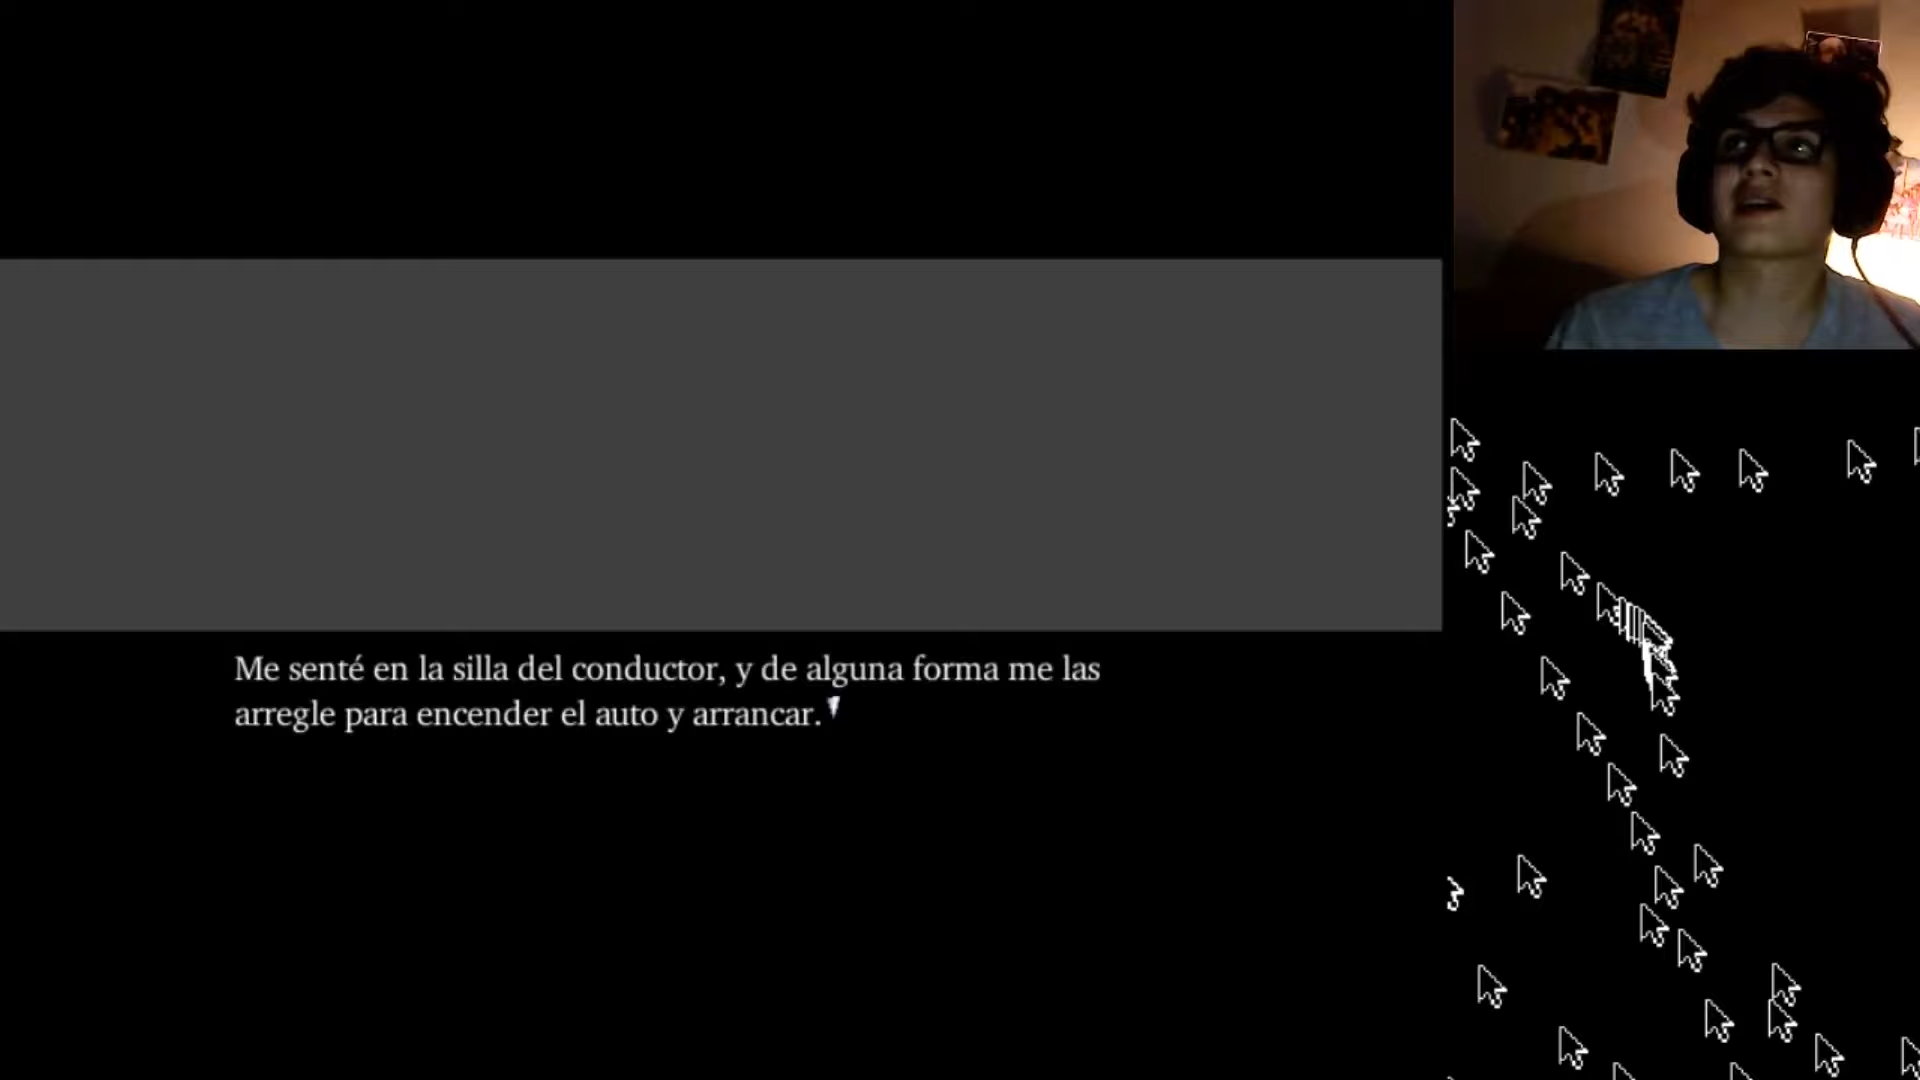 Me senté en la silla del conductor, y de alguna forma me las
arregle para encender el auto y arrancar.